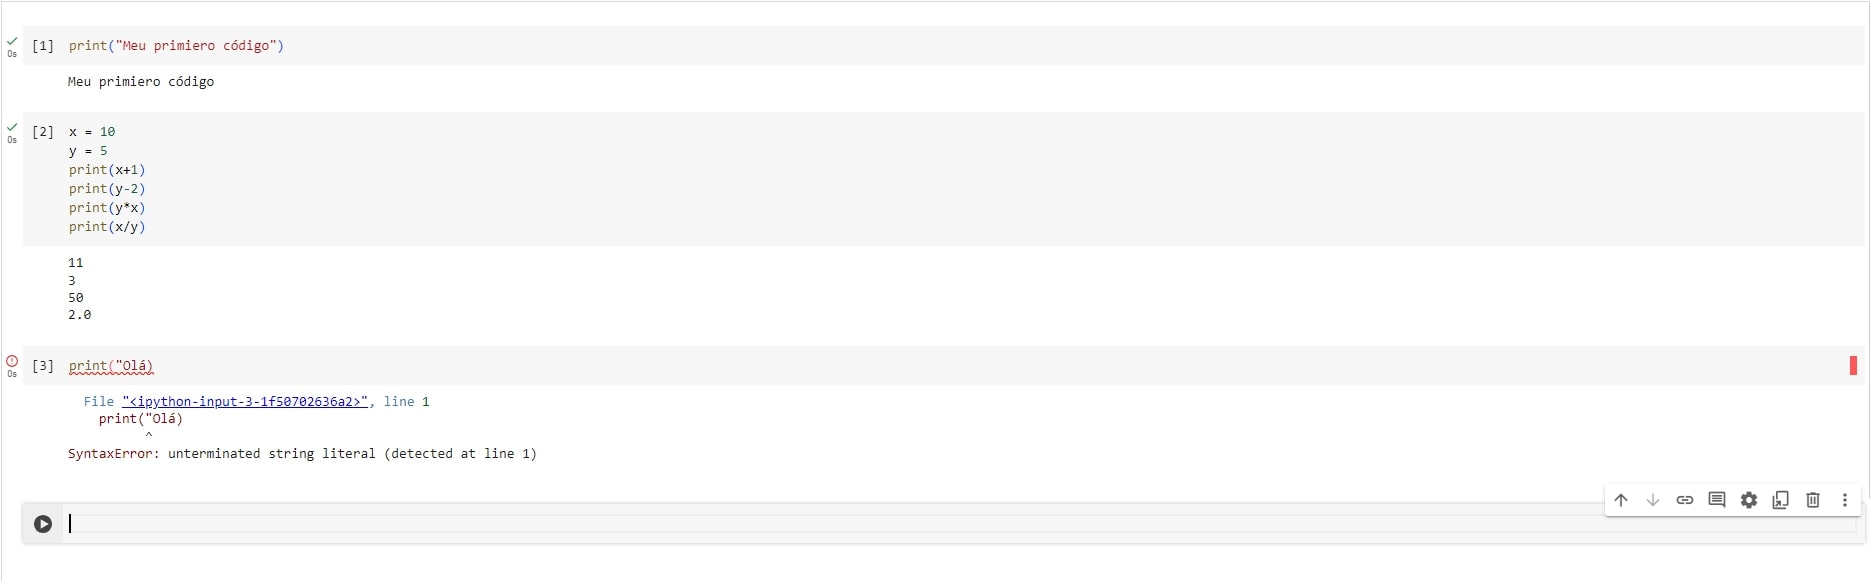 0s
[1] print("Meu primiero código")
Meu primiero código
0s
[2] x = 10
y = 5
print(x+1)
print(y-2)
print(y*x)
print(x/y)
11
3
50
2.0
0s
[3] print("Olá)
File "<ipython-input-3-1f50702636a2>", line 1
print("Olá)
^
SyntaxError: unterminated string literal (detected at line 1)